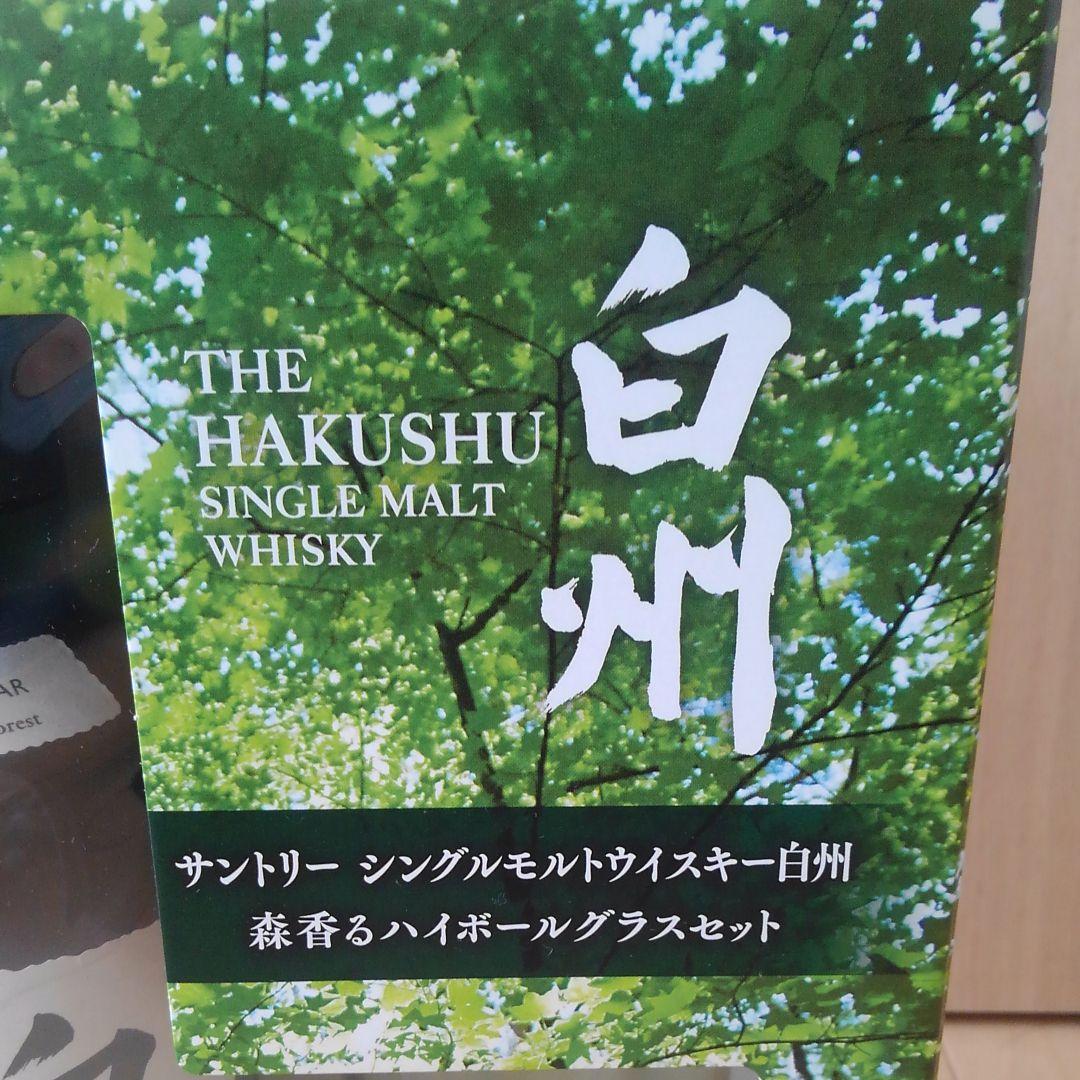 THE
HAKUSHU
SINGLE MALT
WHISKY
白州
サントリー シングルモルトウイスキー白州
森香るハイボールグラスセット